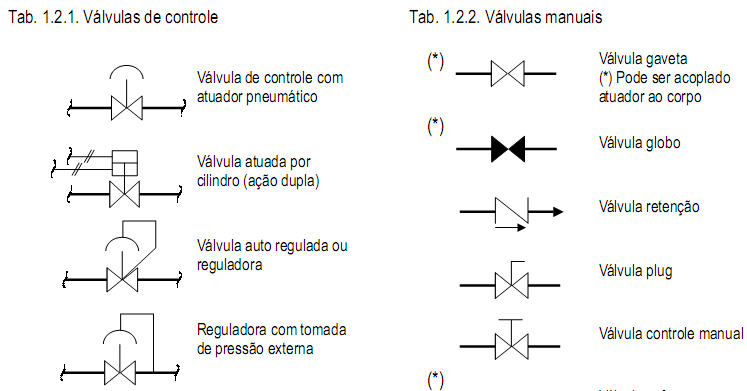 Tab. 1.2.1. Válvulas de controle
Válvula de controle com
atuador pneumático
Válvula atuada por
cilindro (ação dupla)
Válvula auto regulada ou
reguladora
Reguladora com tomada
de pressão externa
Tab. 1.2.2. Válvulas manuais
(*)
Válvula gaveta
(*) Pode ser acoplado
atuador ao corpo
(*)
Válvula globo
Válvula retenção
Válvula plug
Válvula controle manual
(*)